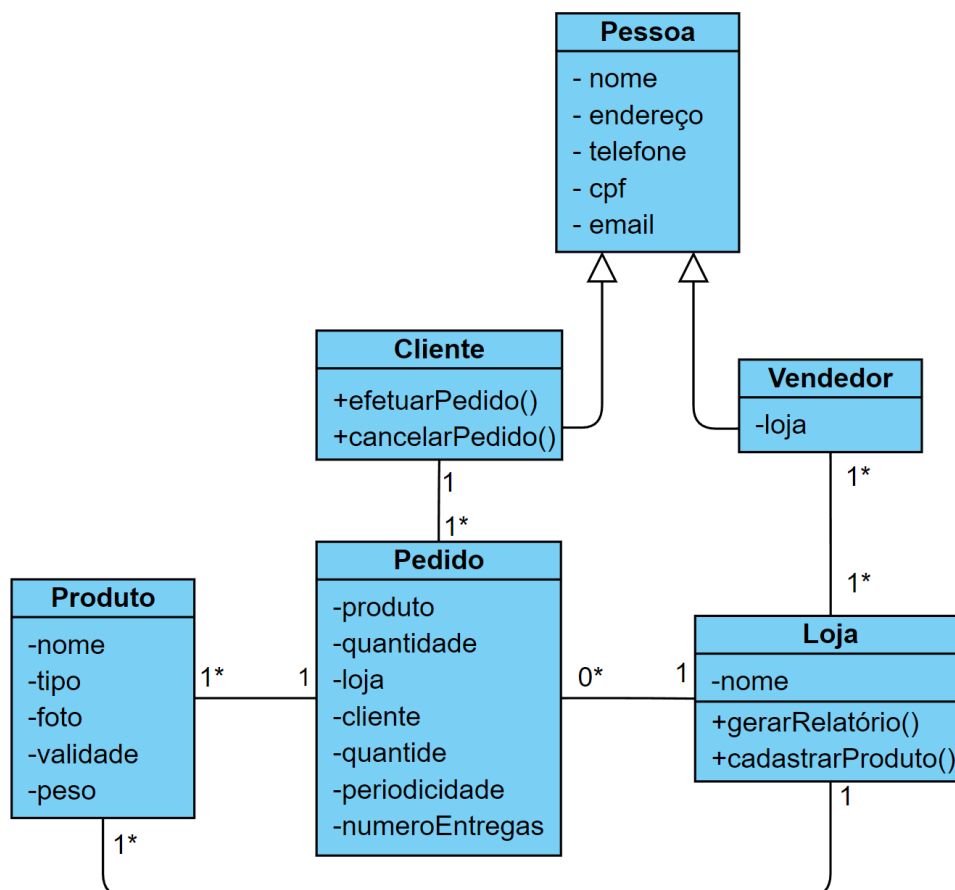 Pessoa
- nome
- endereço
- telefone
- cpf
- email
Cliente
+efetuarPedido()
+cancelarPedido()
Vendedor
-loja
1
1*
1*
1*
Pedido
-produto
-quantidade
-loja
-cliente
-quantide
-periodicidade
-numeroEntregas
Produto
-nome
-tipo
-foto
-validade
-peso
1*
1
0*
1
Loja
-nome
+gerarRelatório()
+cadastrarProduto()
1*
1